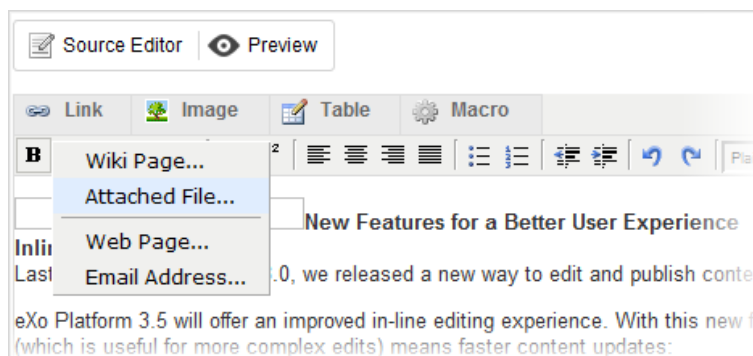 Source Editor Preview
Link Image Table Macro
B 2
Wiki Page...
Attached File...
Web Page...
Email Address...
New Features for a Better User Experience
Last .0, we released a new way to edit and publish
eXo Platform 3.5 will offer an improved in-line editing experience. With this new
(which is useful for more complex edits) means faster content updates: